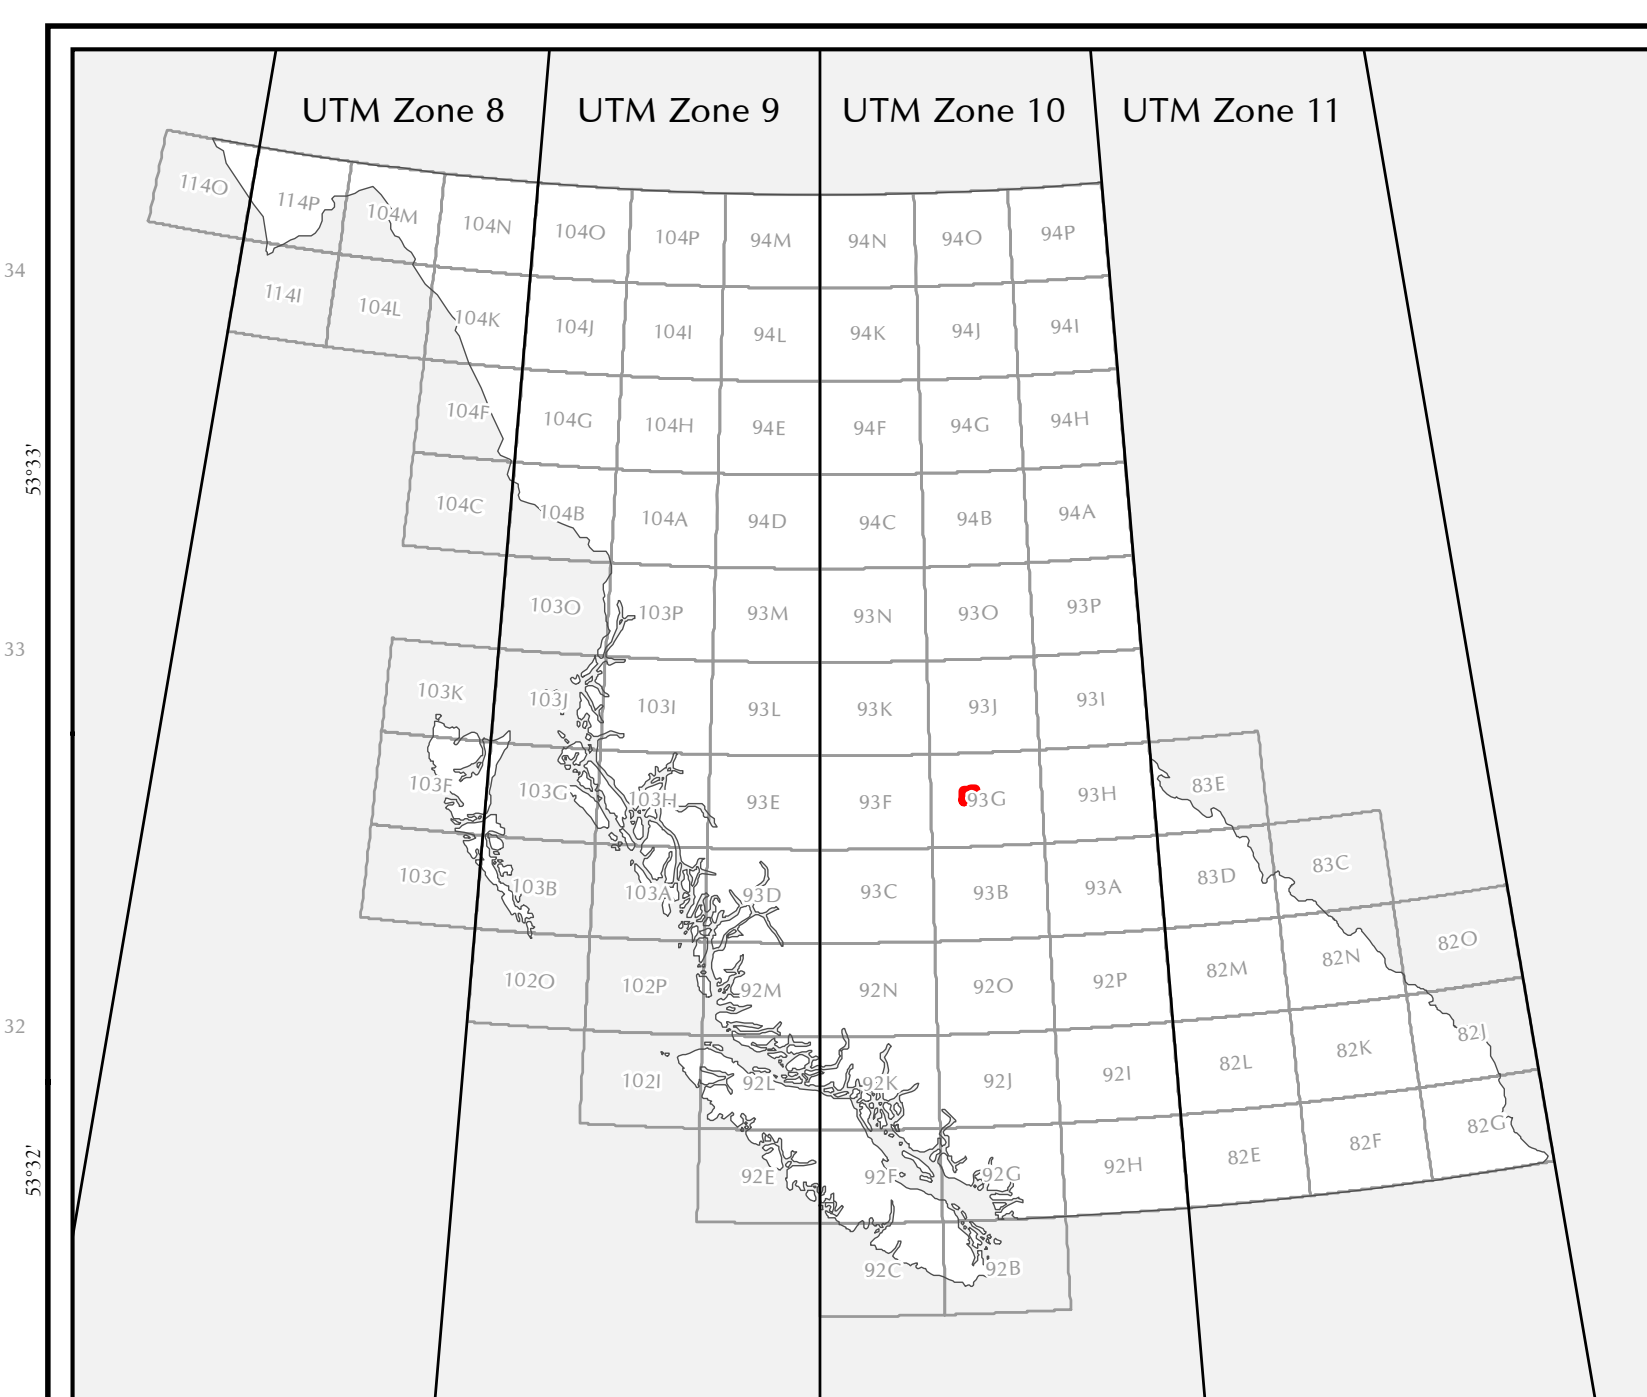 UTM Zone 8 UTM Zone 9 UTM Zone 10 UTM Zone 11
114O 114P 104M 104N 104O 104P 94M 94N 94O 94P
34
114I 104L 104K 104J 104I 94L 94K 94J 94I
104F 104G 104H 94E 94F 94G 94H
53°33'
104C 104B 104A 94D 94C 94B 94A
103O 103P 93M 93N 93O 93P
33
103K 103J 103I 93L 93K 93J 93I
103F 103G 103H 93E 93F 93G 93H 83E
103C 103B 103A 93D 93C 93B 93A 83D 83C
102O 102P 92M 92N 92O 92P 82M 82N 82O
32
102I 92L 92K 92J 92I 82L 82K 82J
53°32'
92E 92F 92G 92H 82E 82F 82G
92C 92B